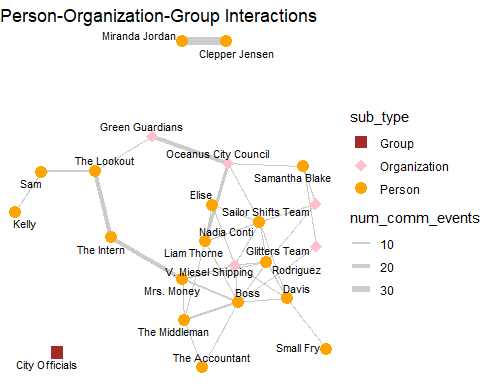 Person-Organization-Group Interactions
Miranda Jordan
Clepper Jensen
Green Guardians
Oceanus City Council
The Lookout
Sam
Samantha Blake
Elise
Kelly
Sailor Shifts Team
Nadia Conti
The Intern
Liam Thorne
Glitters Team
V. Miesel Shipping
Rodriguez
Mrs. Money
Boss
Davis
The Middleman
Small Fry
The Accountant
City Officials
sub_type
Group
Organization
Person
num_comm_events
10
20
30